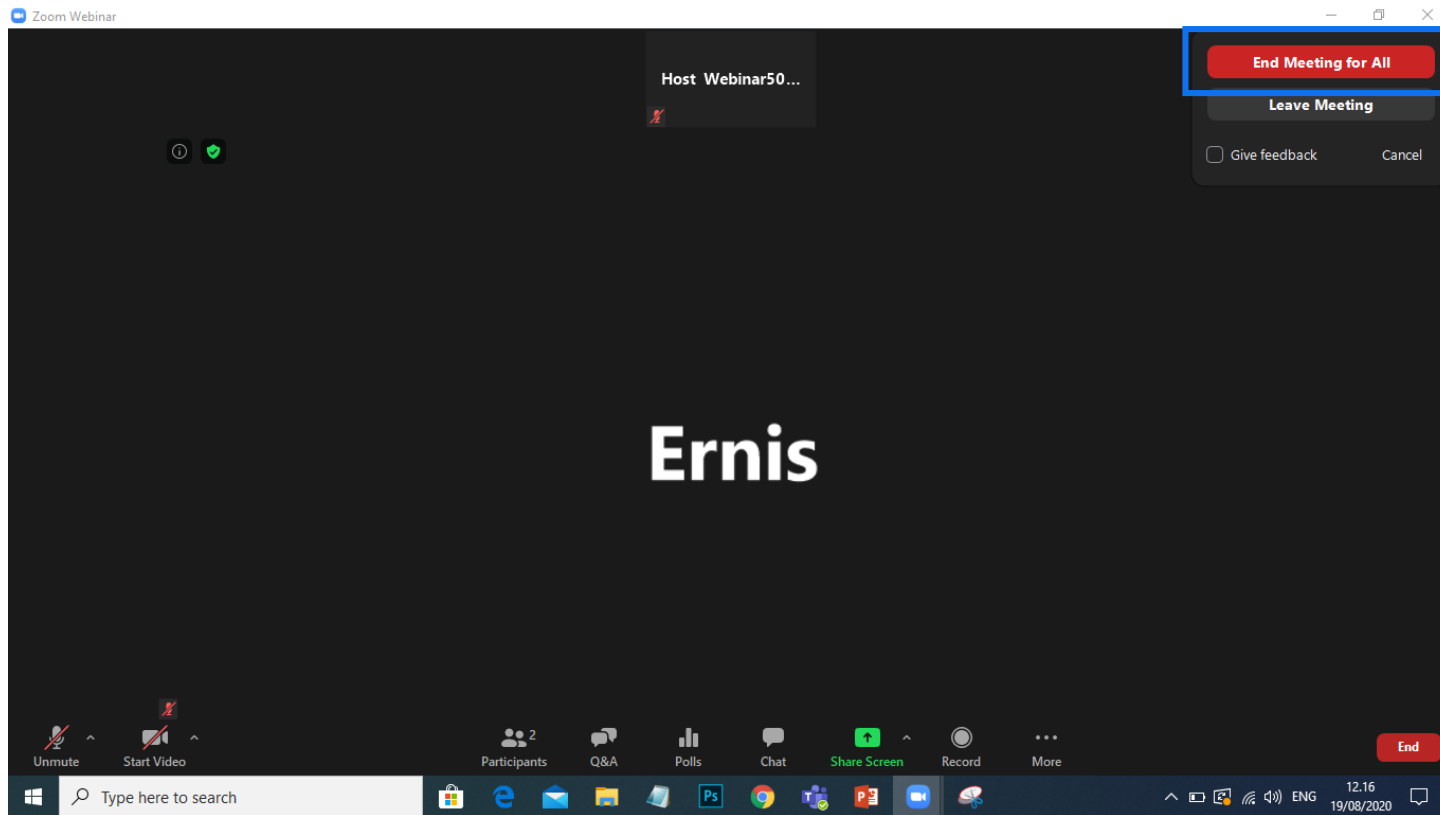 Zoom Webinar
Host Webinar50...
End Meeting for All
Leave Meeting
Give feedback
Cancel
Ernis
Unmute
Start Video
2
Participants
Q&A
Polls
Chat
Share Screen
Record
More
End
Type here to search
Ps
ENG
12.16
19/08/2020